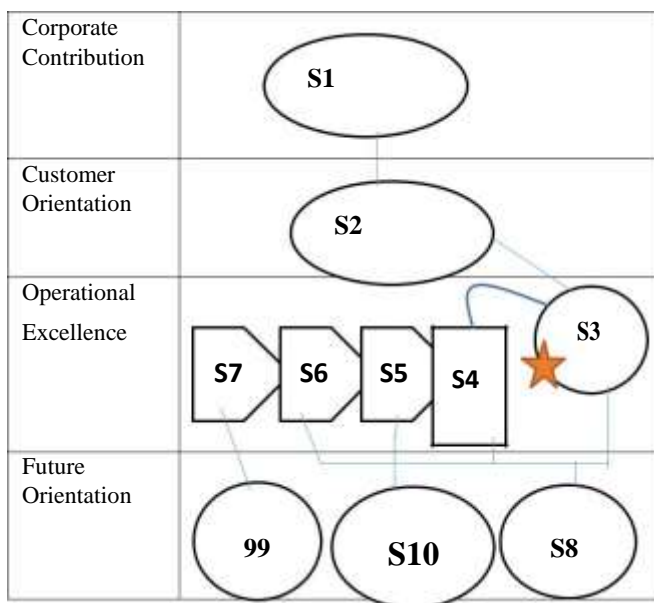 Corporate
Contribution
S1
Customer
Orientation
S2
Operational
Excellence
S3
S7
S6
S5
S4
Future
Orientation
99
S10
S8